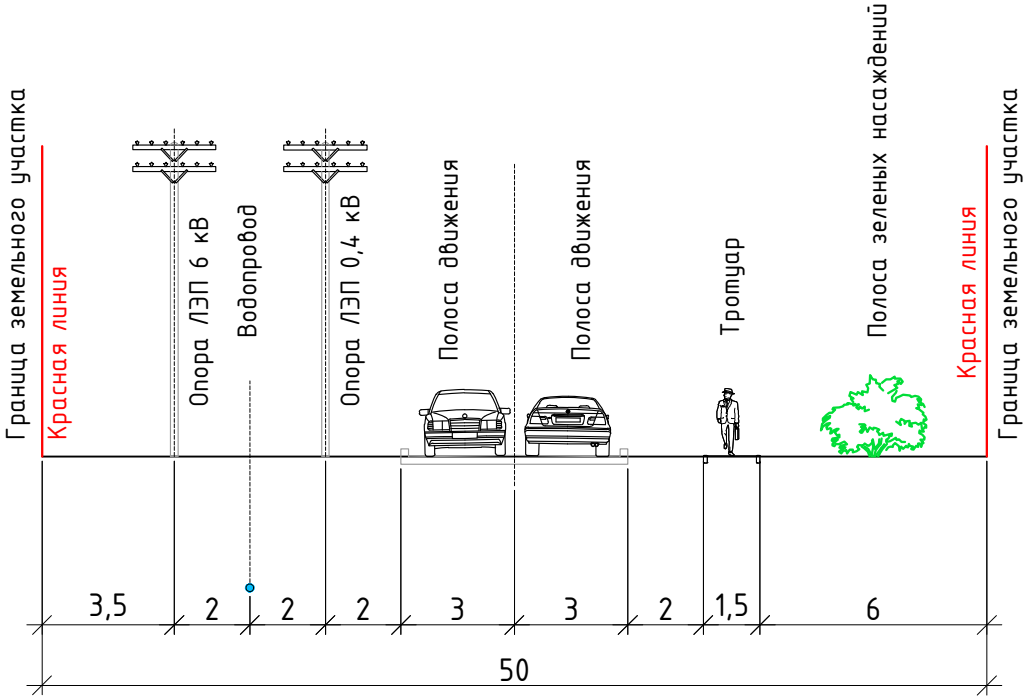 Граница земельного участка
Красная линия
Опора ЛЭП 6 кВ
Водопровод
Опора ЛЭП 0,4 кВ
Полоса движения
Полоса движения
Тротуар
Полоса зеленых насаждений
Красная линия
Граница земельного участка
3,5
2
2
2
3
3
2
1,5
6
50